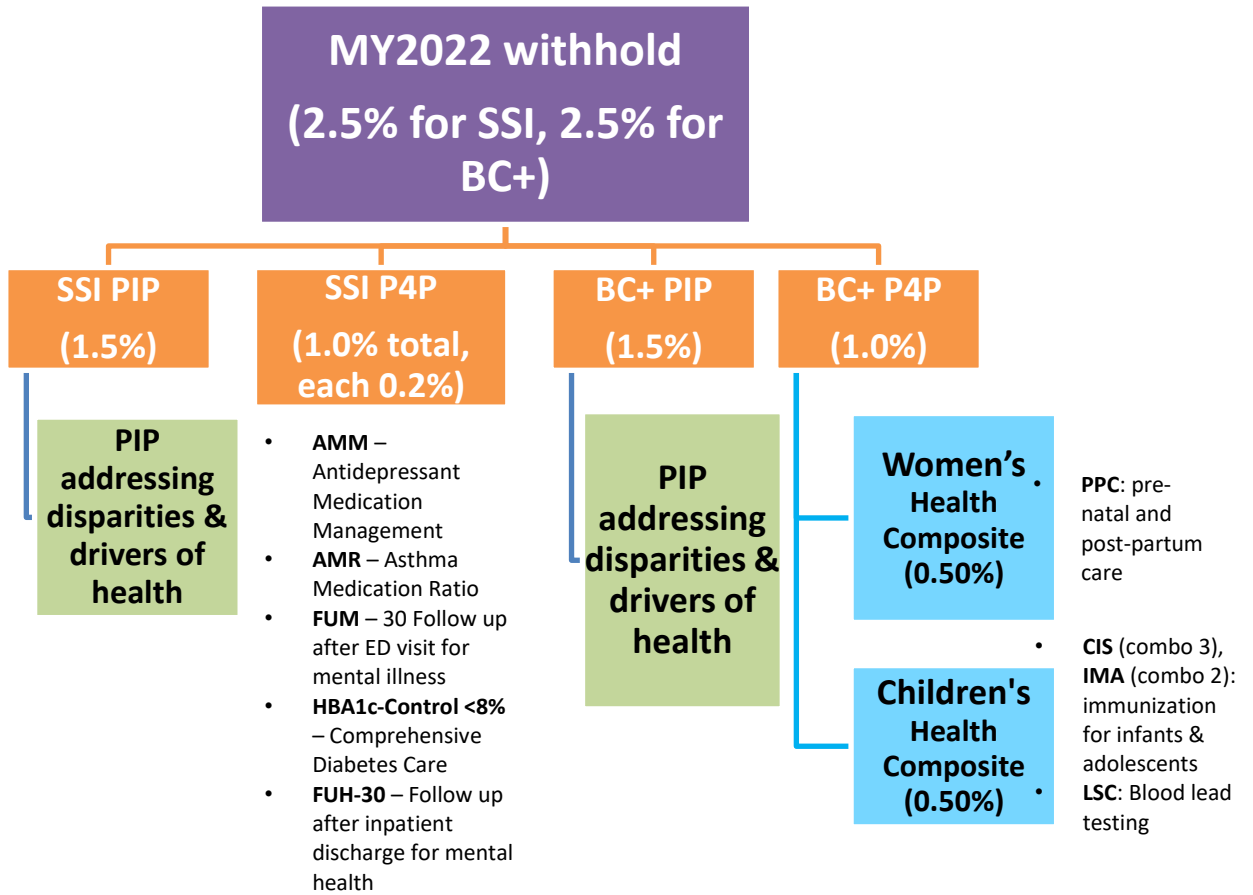 MY2022 withhold
(2.5% for SSI, 2.5% for
BC+)
SSI PIP
(1.5%)
SSI P4P
(1.0% total,
each 0.2%)
BC+ PIP
(1.5%)
BC+ P4P
(1.0%)
PIP
addressing
disparities &
drivers of
health
• AMM –
Antidepressant
Medication
Management
• AMR – Asthma
Medication Ratio
• FUM – 30 Follow up
after ED visit for
mental illness
• HBA1c-Control <8%
– Comprehensive
Diabetes Care
• FUH-30 – Follow up
after inpatient
discharge for mental
health
PIP
addressing
disparities &
drivers of
health
Women’s
Health
Composite
(0.50%)
• PPC: pre-
natal and
post-partum
care
Children's
Health
Composite
(0.50%)
• CIS (combo 3),
IMA (combo 2):
immunization
for infants &
adolescents
• LSC: Blood lead
testing